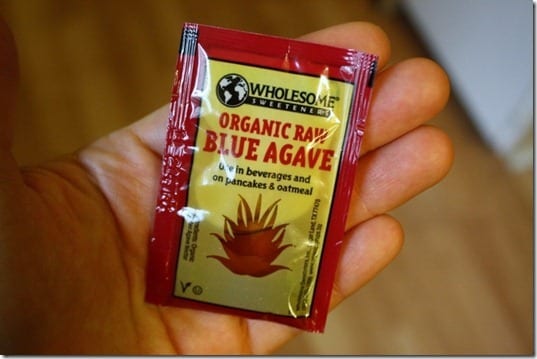 WHOLESOME®
SWEETENERS
ORGANIC RAW
BLUE AGAVE
Use in beverages and
on pancakes & oatmeal